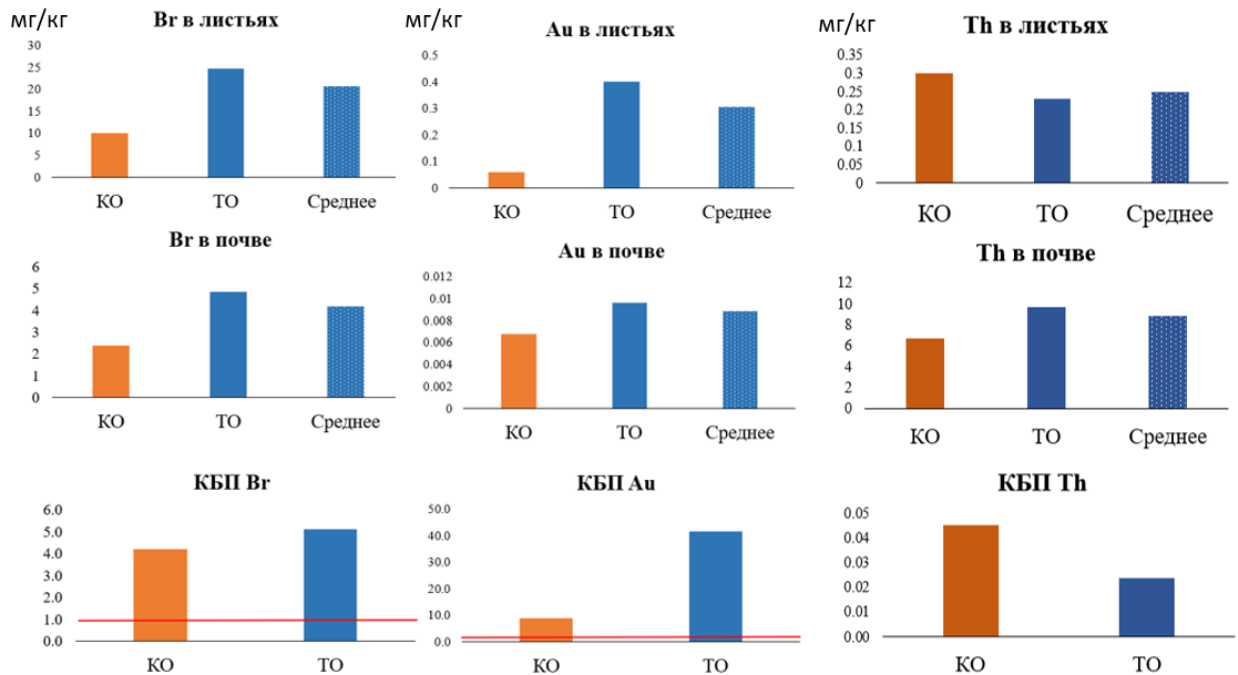 мг/кг
Br в листьях
30
25
20
15
10
5
0
КО ТО Среднее
мг/кг
Au в листьях
0.5
0.4
0.3
0.2
0.1
0
КО ТО Среднее
мг/кг
Th в листьях
0.35
0.3
0.25
0.2
0.15
0.1
0.05
0
КО ТО Среднее
Br в почве
6
5
4
3
2
1
0
КО ТО Среднее
Au в почве
0.012
0.01
0.008
0.006
0.004
0.002
0
КО ТО Среднее
Th в почве
12
10
8
6
4
2
0
КО ТО Среднее
КБП Br
6.0
5.0
4.0
3.0
2.0
1.0
0.0
КО ТО
КБП Au
50.0
40.0
30.0
20.0
10.0
0.0
КО ТО
КБП Th
0.05
0.04
0.03
0.02
0.01
0.00
КО ТО